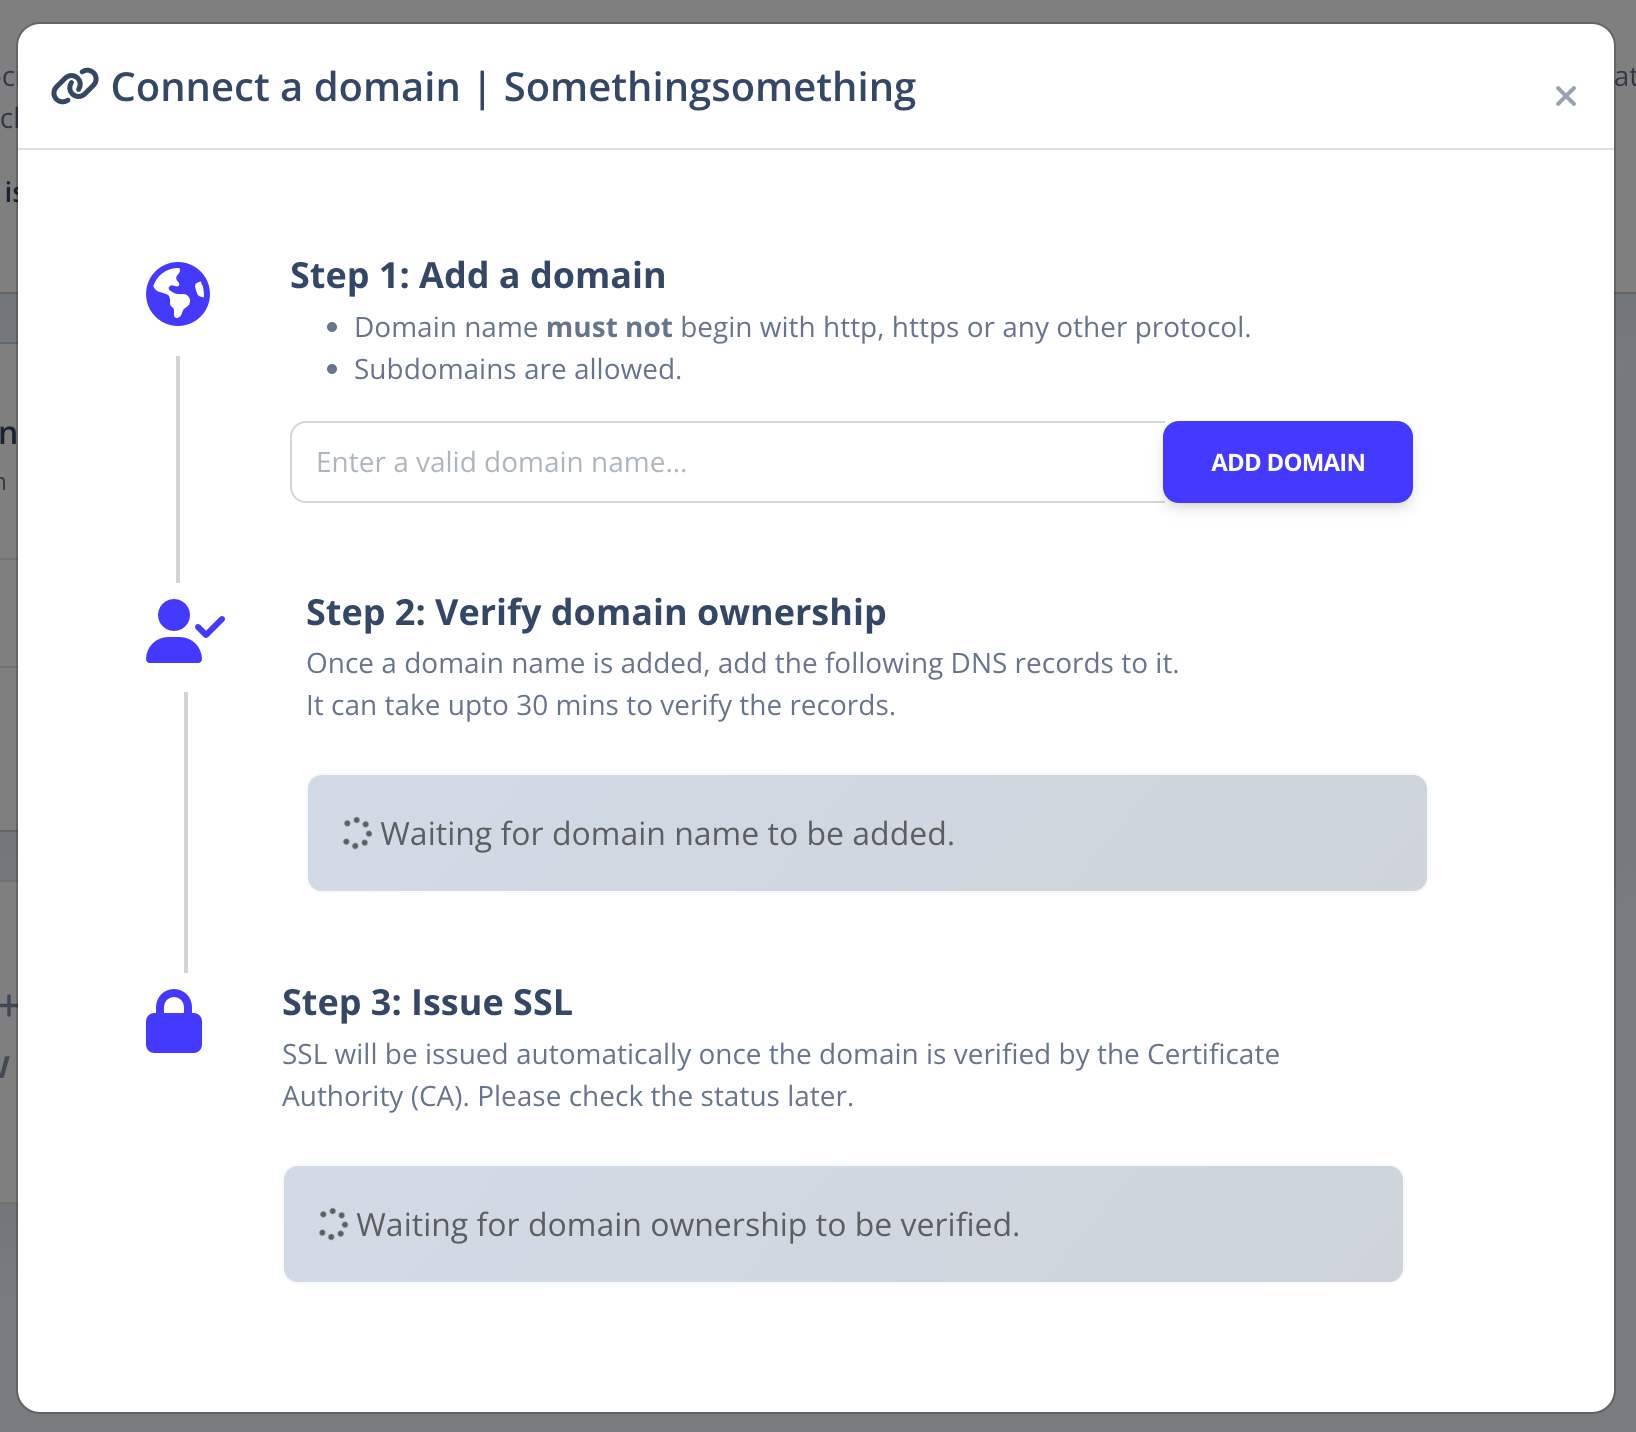 Connect a domain | Somethingsomething
Step 1: Add a domain
• Domain name must not begin with http, https or any other protocol.
• Subdomains are allowed.
Enter a valid domain name...
ADD DOMAIN
Step 2: Verify domain ownership
Once a domain name is added, add the following DNS records to it.
It can take upto 30 mins to verify the records.
Waiting for domain name to be added.
Step 3: Issue SSL
SSL will be issued automatically once the domain is verified by the Certificate
Authority (CA). Please check the status later.
Waiting for domain ownership to be verified.